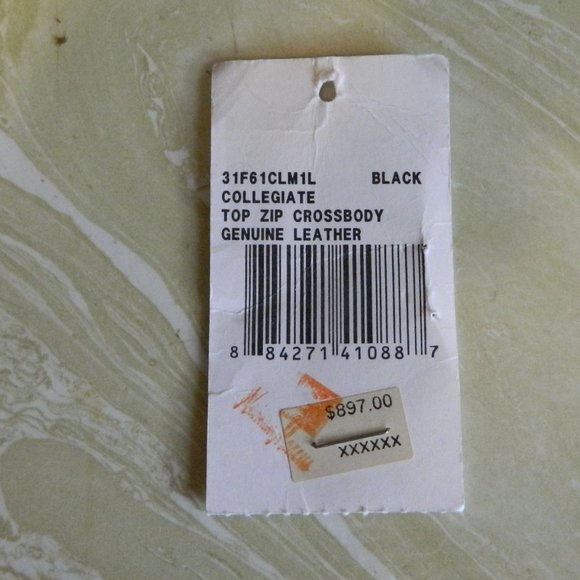 31F61CLM1L BLACK
COLLEGIATE
TOP ZIP CROSSBODY
GENUINE LEATHER
8 84271 41088 7
$897.00
XXXXXX